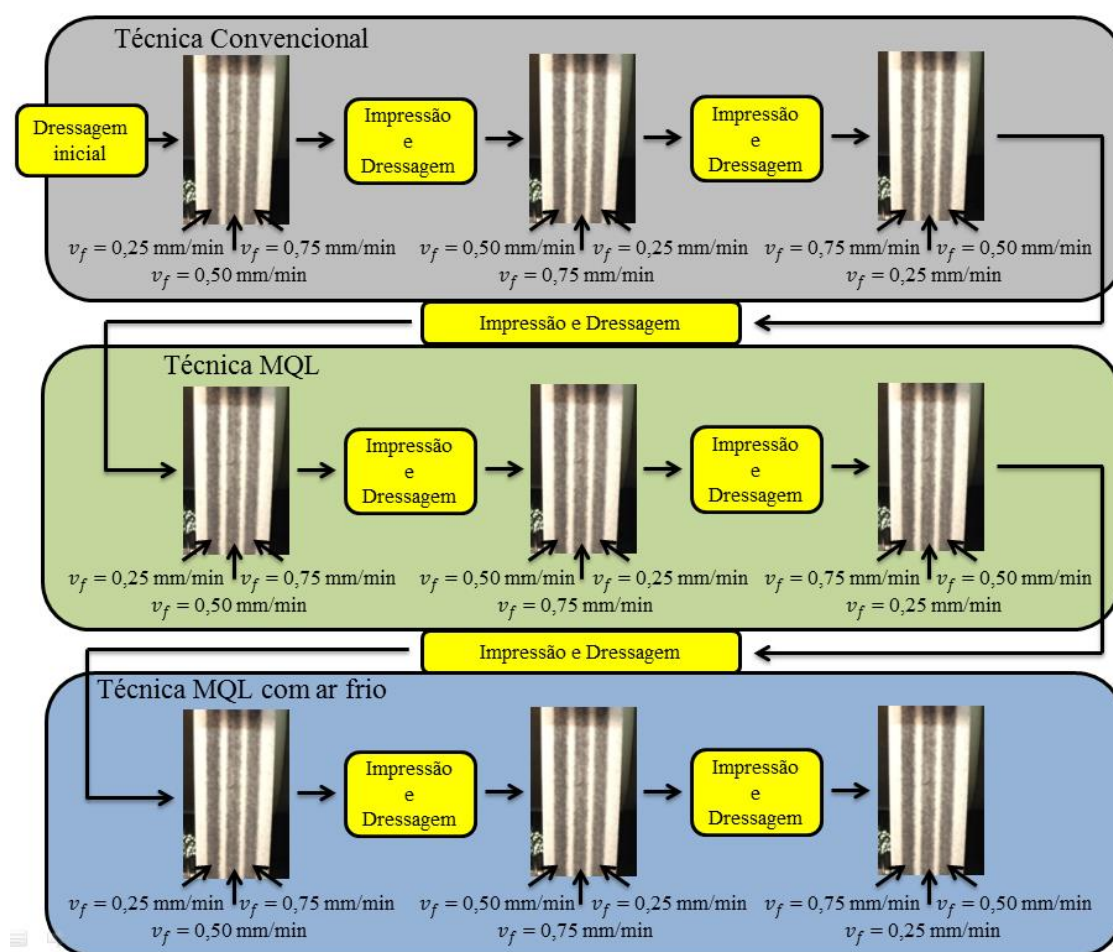 Técnica Convencional
Dressagem
inicial
Impressão
e
Dressagem
Impressão
e
Dressagem
v_f = 0,25 mm/min
v_f = 0,75 mm/min
v_f = 0,50 mm/min
v_f = 0,50 mm/min
v_f = 0,25 mm/min
v_f = 0,75 mm/min
v_f = 0,75 mm/min
v_f = 0,50 mm/min
v_f = 0,25 mm/min
Impressão e Dressagem
Técnica MQL
Impressão
e
Dressagem
Impressão
e
Dressagem
v_f = 0,25 mm/min
v_f = 0,75 mm/min
v_f = 0,50 mm/min
v_f = 0,50 mm/min
v_f = 0,25 mm/min
v_f = 0,75 mm/min
v_f = 0,75 mm/min
v_f = 0,50 mm/min
v_f = 0,25 mm/min
Impressão e Dressagem
Técnica MQL com ar frio
Impressão
e
Dressagem
Impressão
e
Dressagem
v_f = 0,25 mm/min
v_f = 0,75 mm/min
v_f = 0,50 mm/min
v_f = 0,50 mm/min
v_f = 0,25 mm/min
v_f = 0,75 mm/min
v_f = 0,75 mm/min
v_f = 0,50 mm/min
v_f = 0,25 mm/min